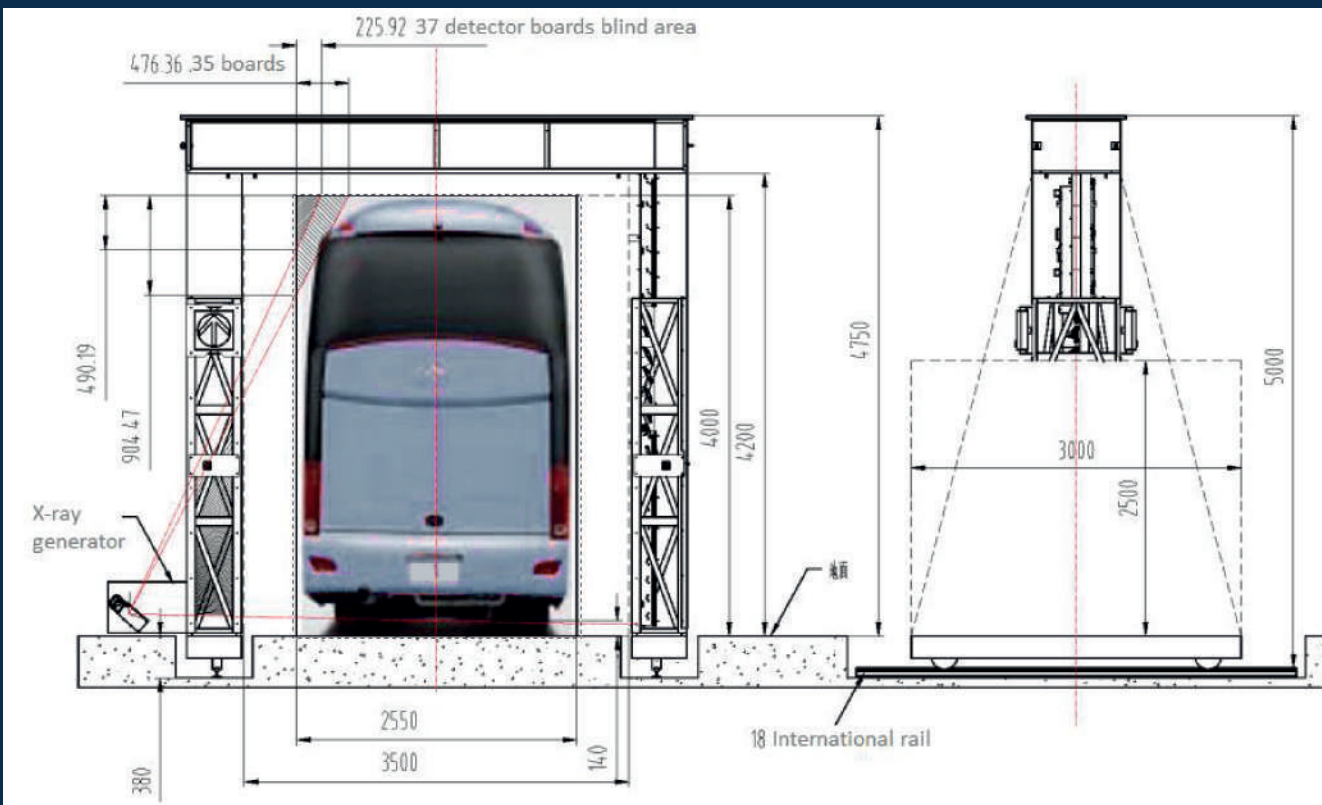 225.92 37 detector boards blind area
476.36 .35 boards
490.19
904.47
4750
5000
4000
4200
3000
2500
X-ray
generator
地面
2550
3500
140
380
18 International rail